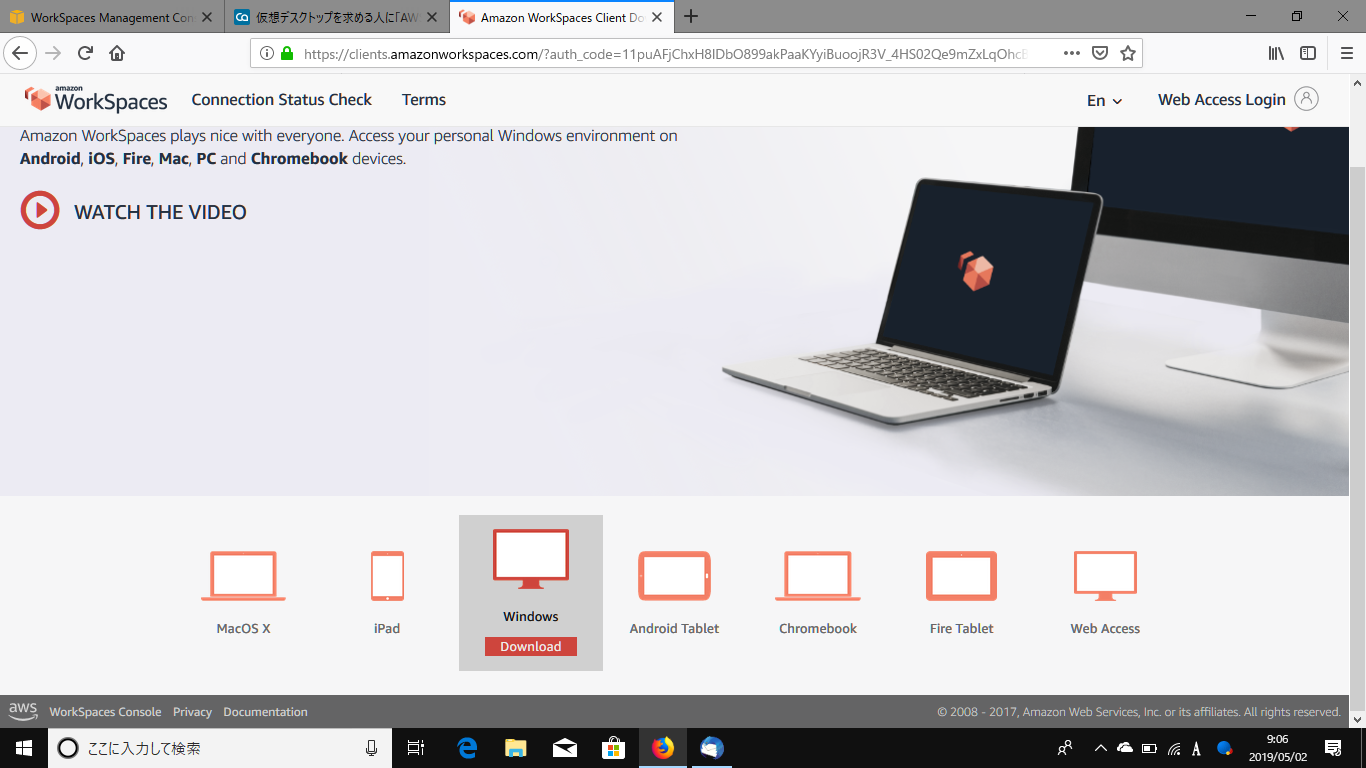 WorkSpaces Management Con
仮想デスクトップを求める人に「AW
Amazon WorkSpaces Client Do
https://clients.amazonworkspaces.com/?auth_code=11puAFjChxH8IDbO899akPaaKYyiBuoojR3V_4HS02Qe9mZxLqOhcE
amazon
WorkSpaces
Connection Status Check
Terms
En
Web Access Login
Amazon WorkSpaces plays nice with everyone. Access your personal Windows environment on
Android, iOS, Fire, Mac, PC and Chromebook devices.
WATCH THE VIDEO
MacOS X
iPad
Windows
Download
Android Tablet
Chromebook
Fire Tablet
Web Access
aws
WorkSpaces Console
Privacy
Documentation
© 2008 - 2017, Amazon Web Services, Inc. or its affiliates. All rights reserved.
ここに入力して検索
A
9:06
2019/05/02